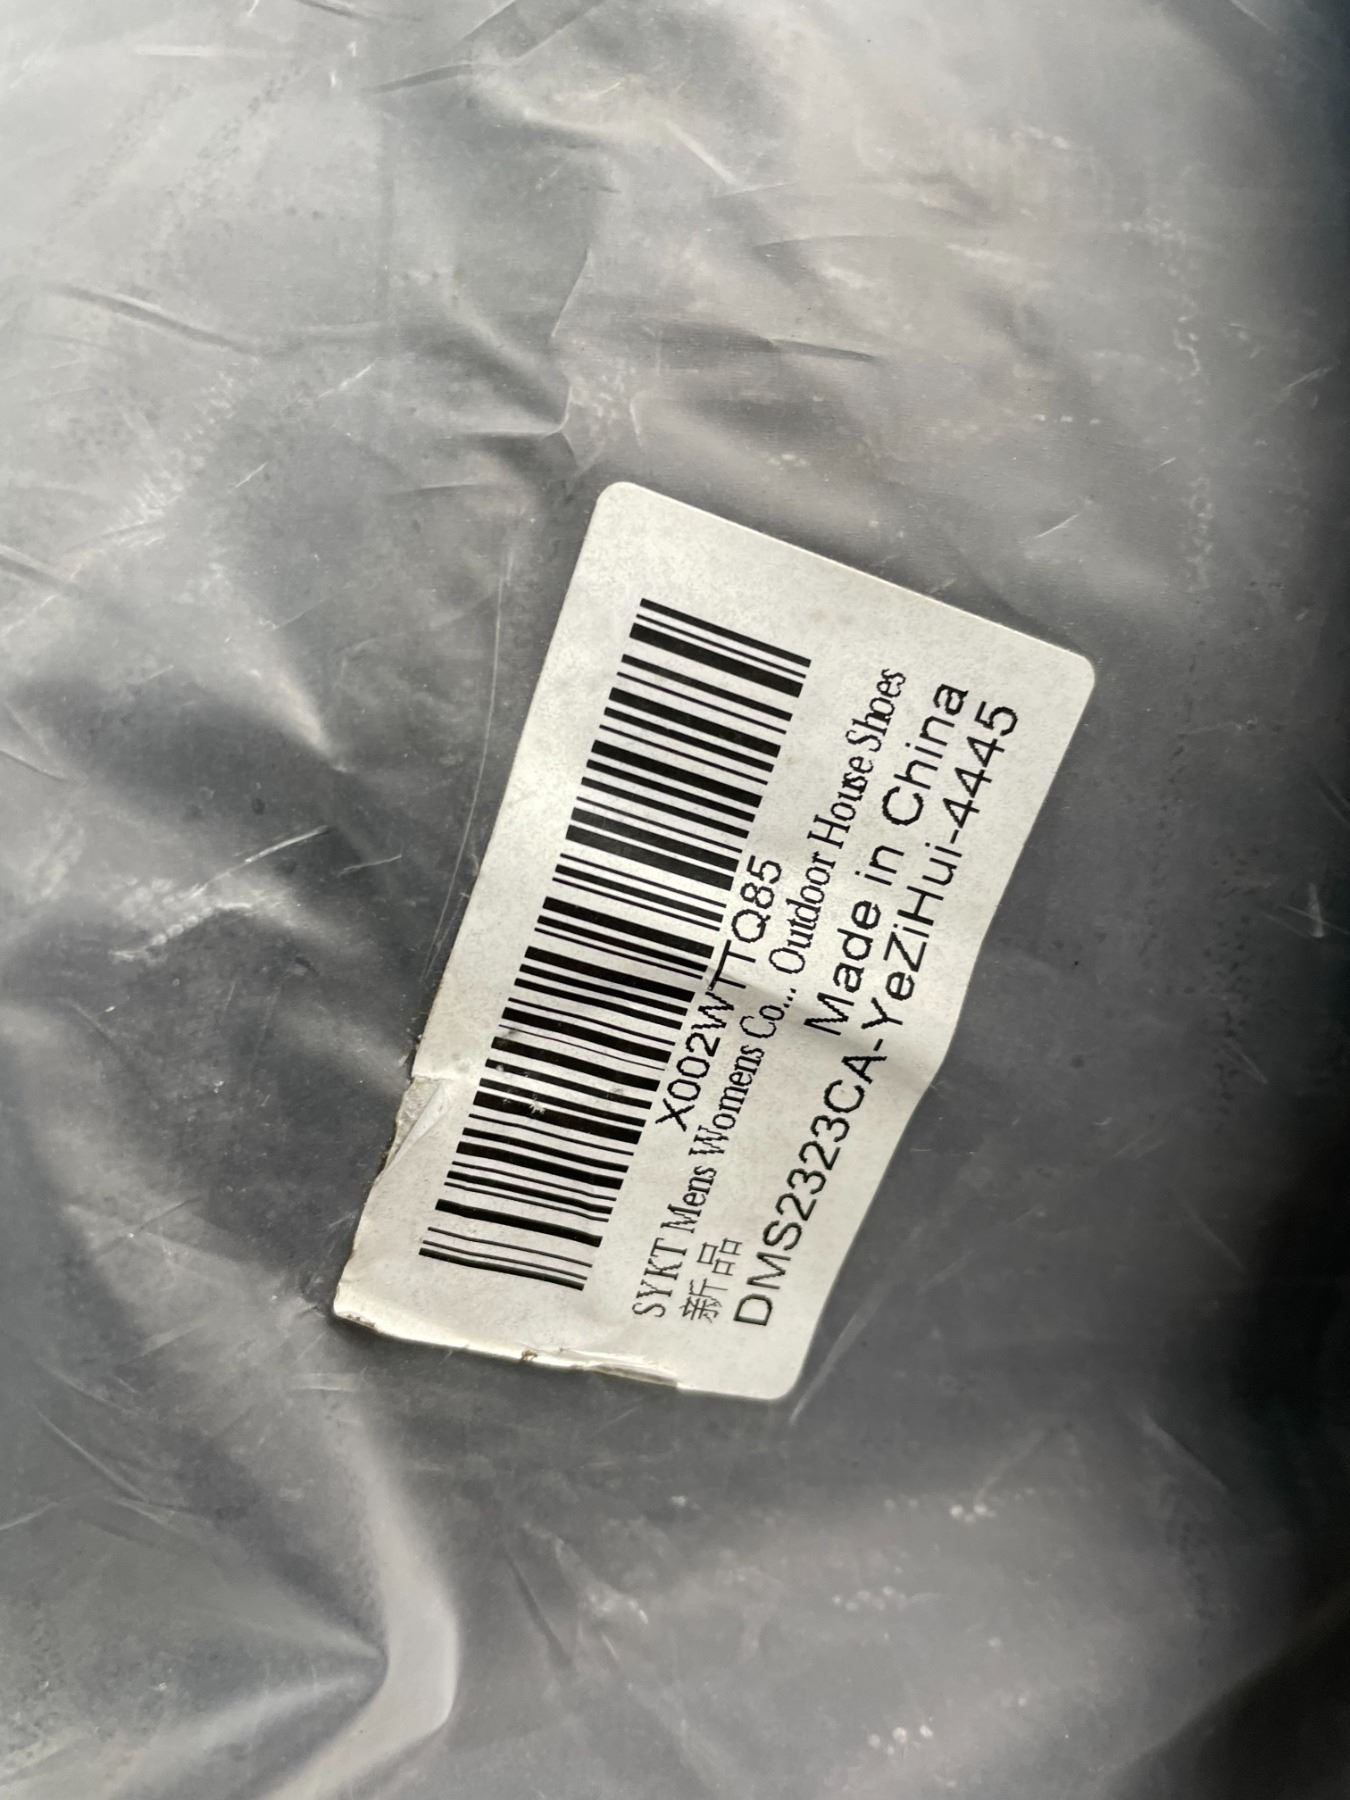 X002WTTQ85
SYKT Mens Womens Co... Outdoor House Shoes
新品
Made in China
DMS2323CA-YeZiHui-4445